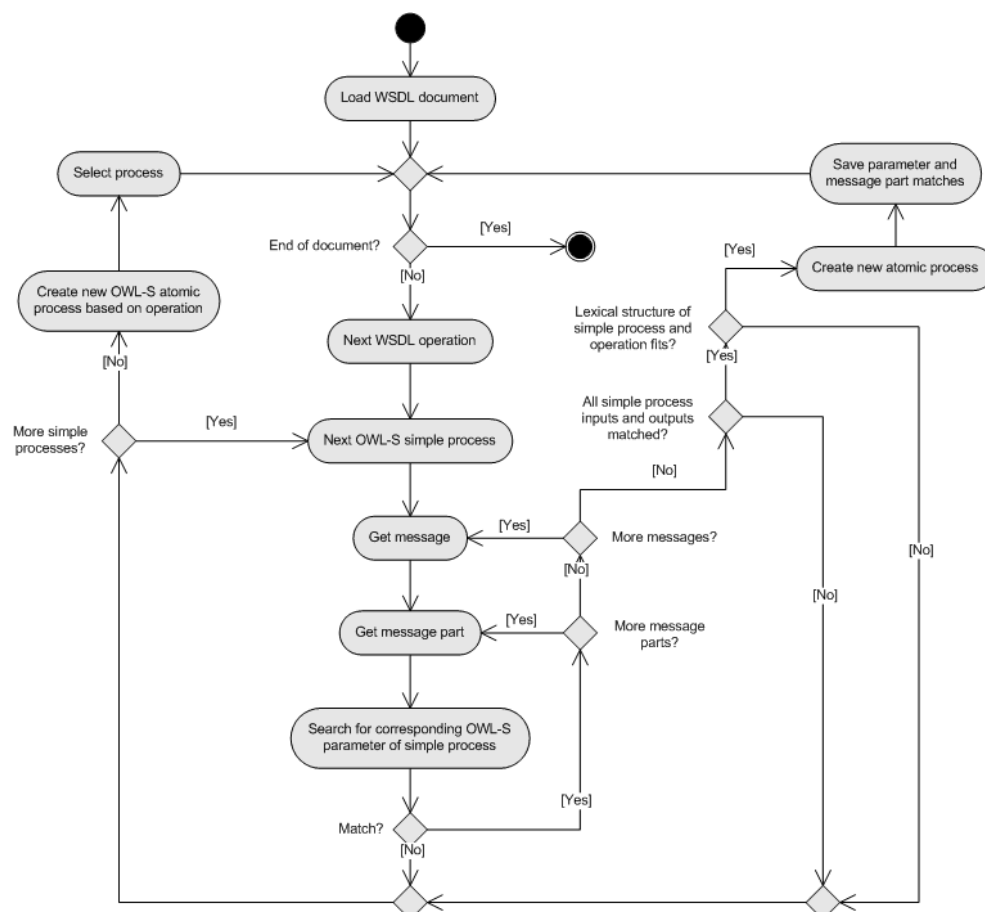 Load WSDL document
Select process
Save parameter and
message part matches
End of document?
[Yes]
[No]
[Yes]
Create new atomic process
Create new OWL-S atomic
process based on operation
Next WSDL operation
Lexical structure of
simple process and
operation fits?
[Yes]
[No]
All simple process
inputs and outputs
matched?
More simple
processes?
[Yes]
Next OWL-S simple process
[No]
Get message
[Yes]
More messages?
[No]
[No]
[No]
Get message part
[Yes]
More message
parts?
Search for corresponding OWL-S
parameter of simple process
[Yes]
Match?
[No]